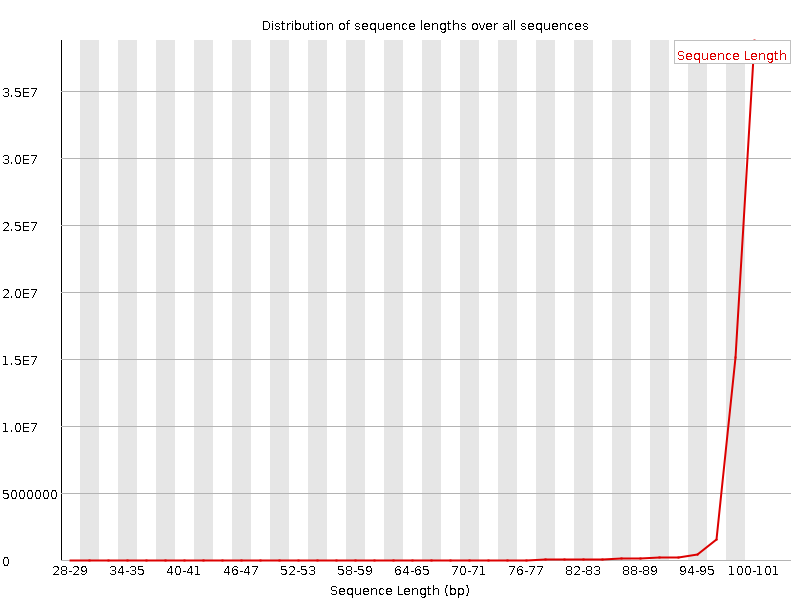 Distribution of sequence lengths over all sequences
Sequence Length
3.5E7
3.0E7
2.5E7
2.0E7
1.5E7
1.0E7
5000000
0
28-29 34-35 40-41 46-47 52-53 58-59 64-65 70-71 76-77 82-83 88-89 94-95 100-101
Sequence Length (bp)